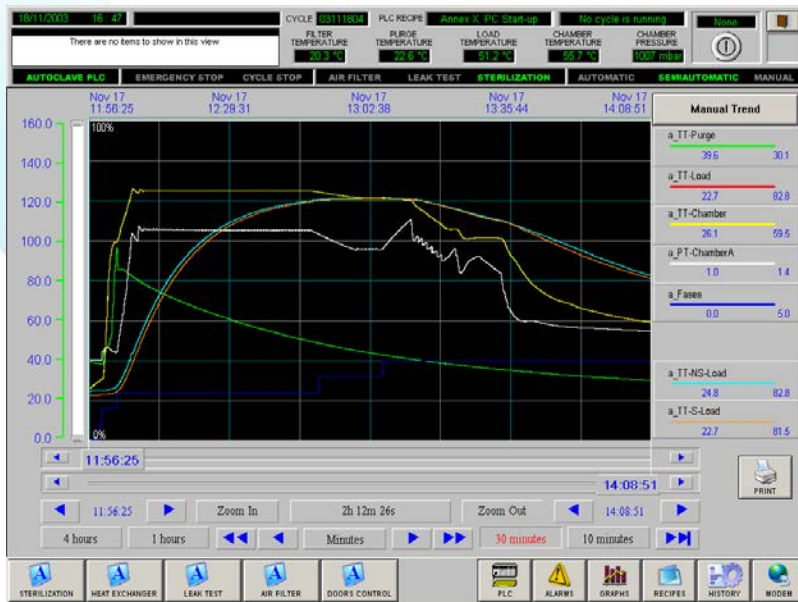 18/11/2003 16 : 47
CYCLE 03111804 PLC RECIPE Annex X PC Start-up No cycle is running None
There are no items to show in this view
FILTER TEMPERATURE 20.3 °C
PURGE TEMPERATURE 22.6 °C
LOAD TEMPERATURE 51.2 °C
CHAMBER TEMPERATURE 55.7 °C
CHAMBER PRESSURE 1007 mbar
AUTOCLAVE PLC EMERGENCY STOP CYCLE STOP AIR FILTER LEAK TEST STERILIZATION AUTOMATIC SEMIAUTOMATIC MANUAL
Nov 17 11:56:25
Nov 17 12:29:31
Nov 17 13:02:38
Nov 17 13:35:44
Nov 17 14:08:51
Manual Trend
160.0
140.0
120.0
100.0
80.0
60.0
40.0
20.0
0.0
100%
0%
a_TT-Purge
39.6 30.1
a_TT-Load
22.7 82.8
a_TT-Chamber
26.1 59.5
a_PT-ChamberA
1.0 1.4
a_Fases
0.0 5.0
a_TT-NS-Load
24.8 82.8
a_TT-S-Load
22.7 81.5
11:56:25
14:08:51
PRINT
11:56:25 Zoom In 2h 12m 26s Zoom Out 14:08:51
4 hours 1 hours Minutes 30 minutes 10 minutes
STERILIZATION HEAT EXCHANGER LEAK TEST AIR FILTER DOORS CONTROL PLC ALARMS GRAPHS RECIPES HISTORY MODEM